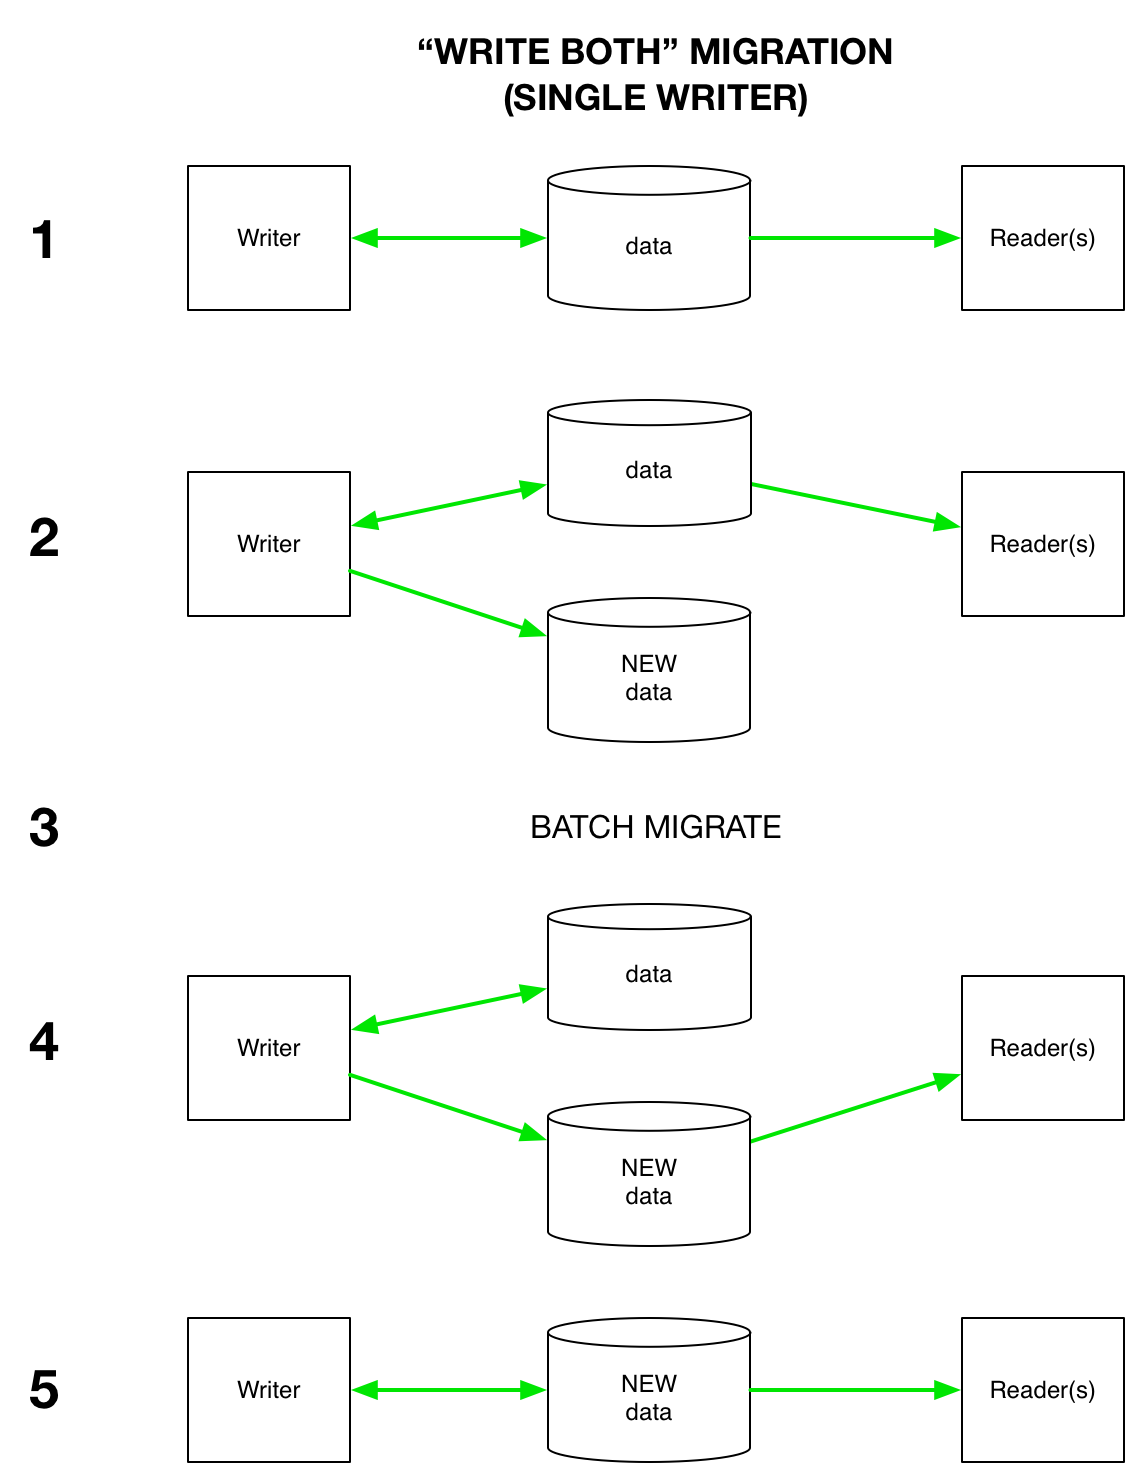 “WRITE BOTH” MIGRATION
(SINGLE WRITER)
1
Writer
data
Reader(s)
2
Writer
data
Reader(s)
NEW
data
3
BATCH MIGRATE
4
Writer
data
Reader(s)
NEW
data
5
Writer
NEW
data
Reader(s)